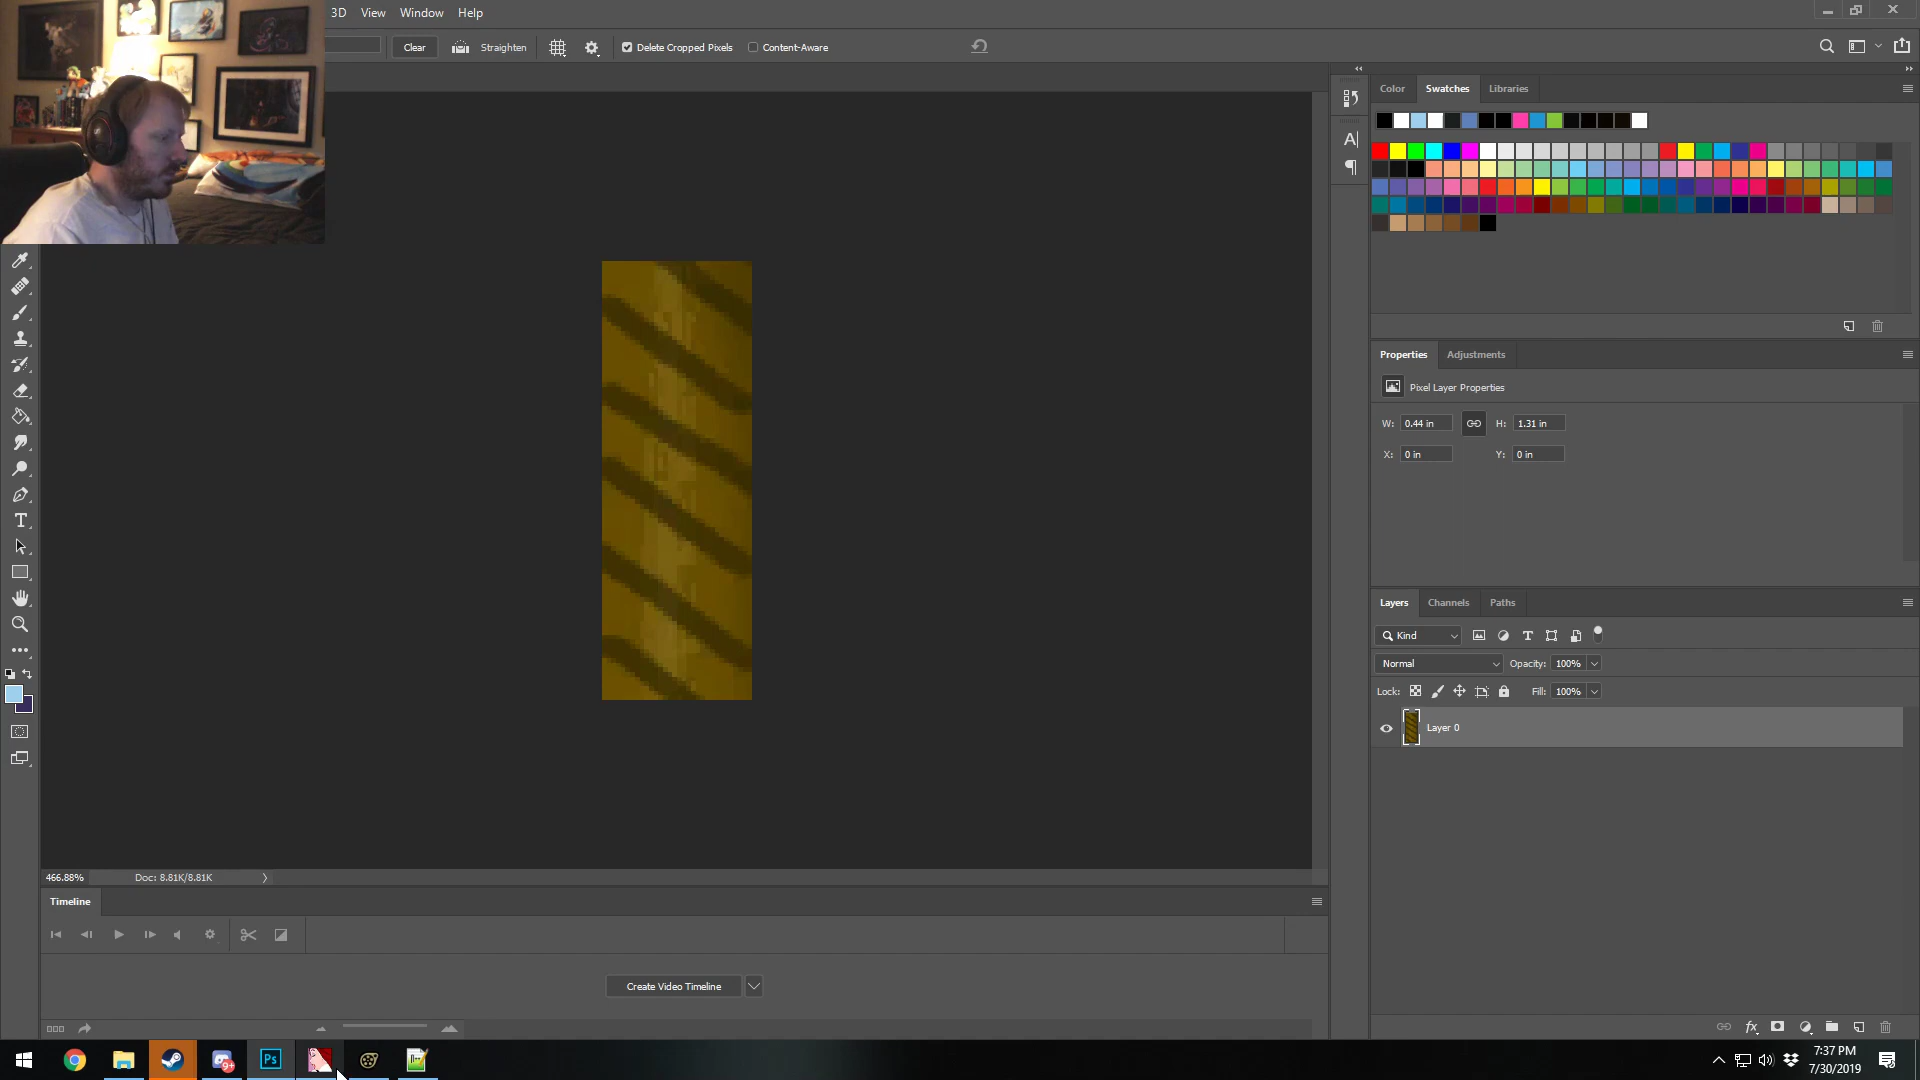 3D View Window Help
Clear Straighten Delete Cropped Pixels Content-Aware
Color Swatches Libraries
Properties Adjustments
Pixel Layer Properties
W: 0.44 in H: 1.31 in
X: 0 in Y: 0 in
Layers Channels Paths
Kind
Normal Opacity: 100%
Lock: Fill: 100%
Layer 0
466.88% Doc: 8.81K/8.81K
Timeline
Create Video Timeline
fx
Ps
9+
7:37 PM
7/30/2019